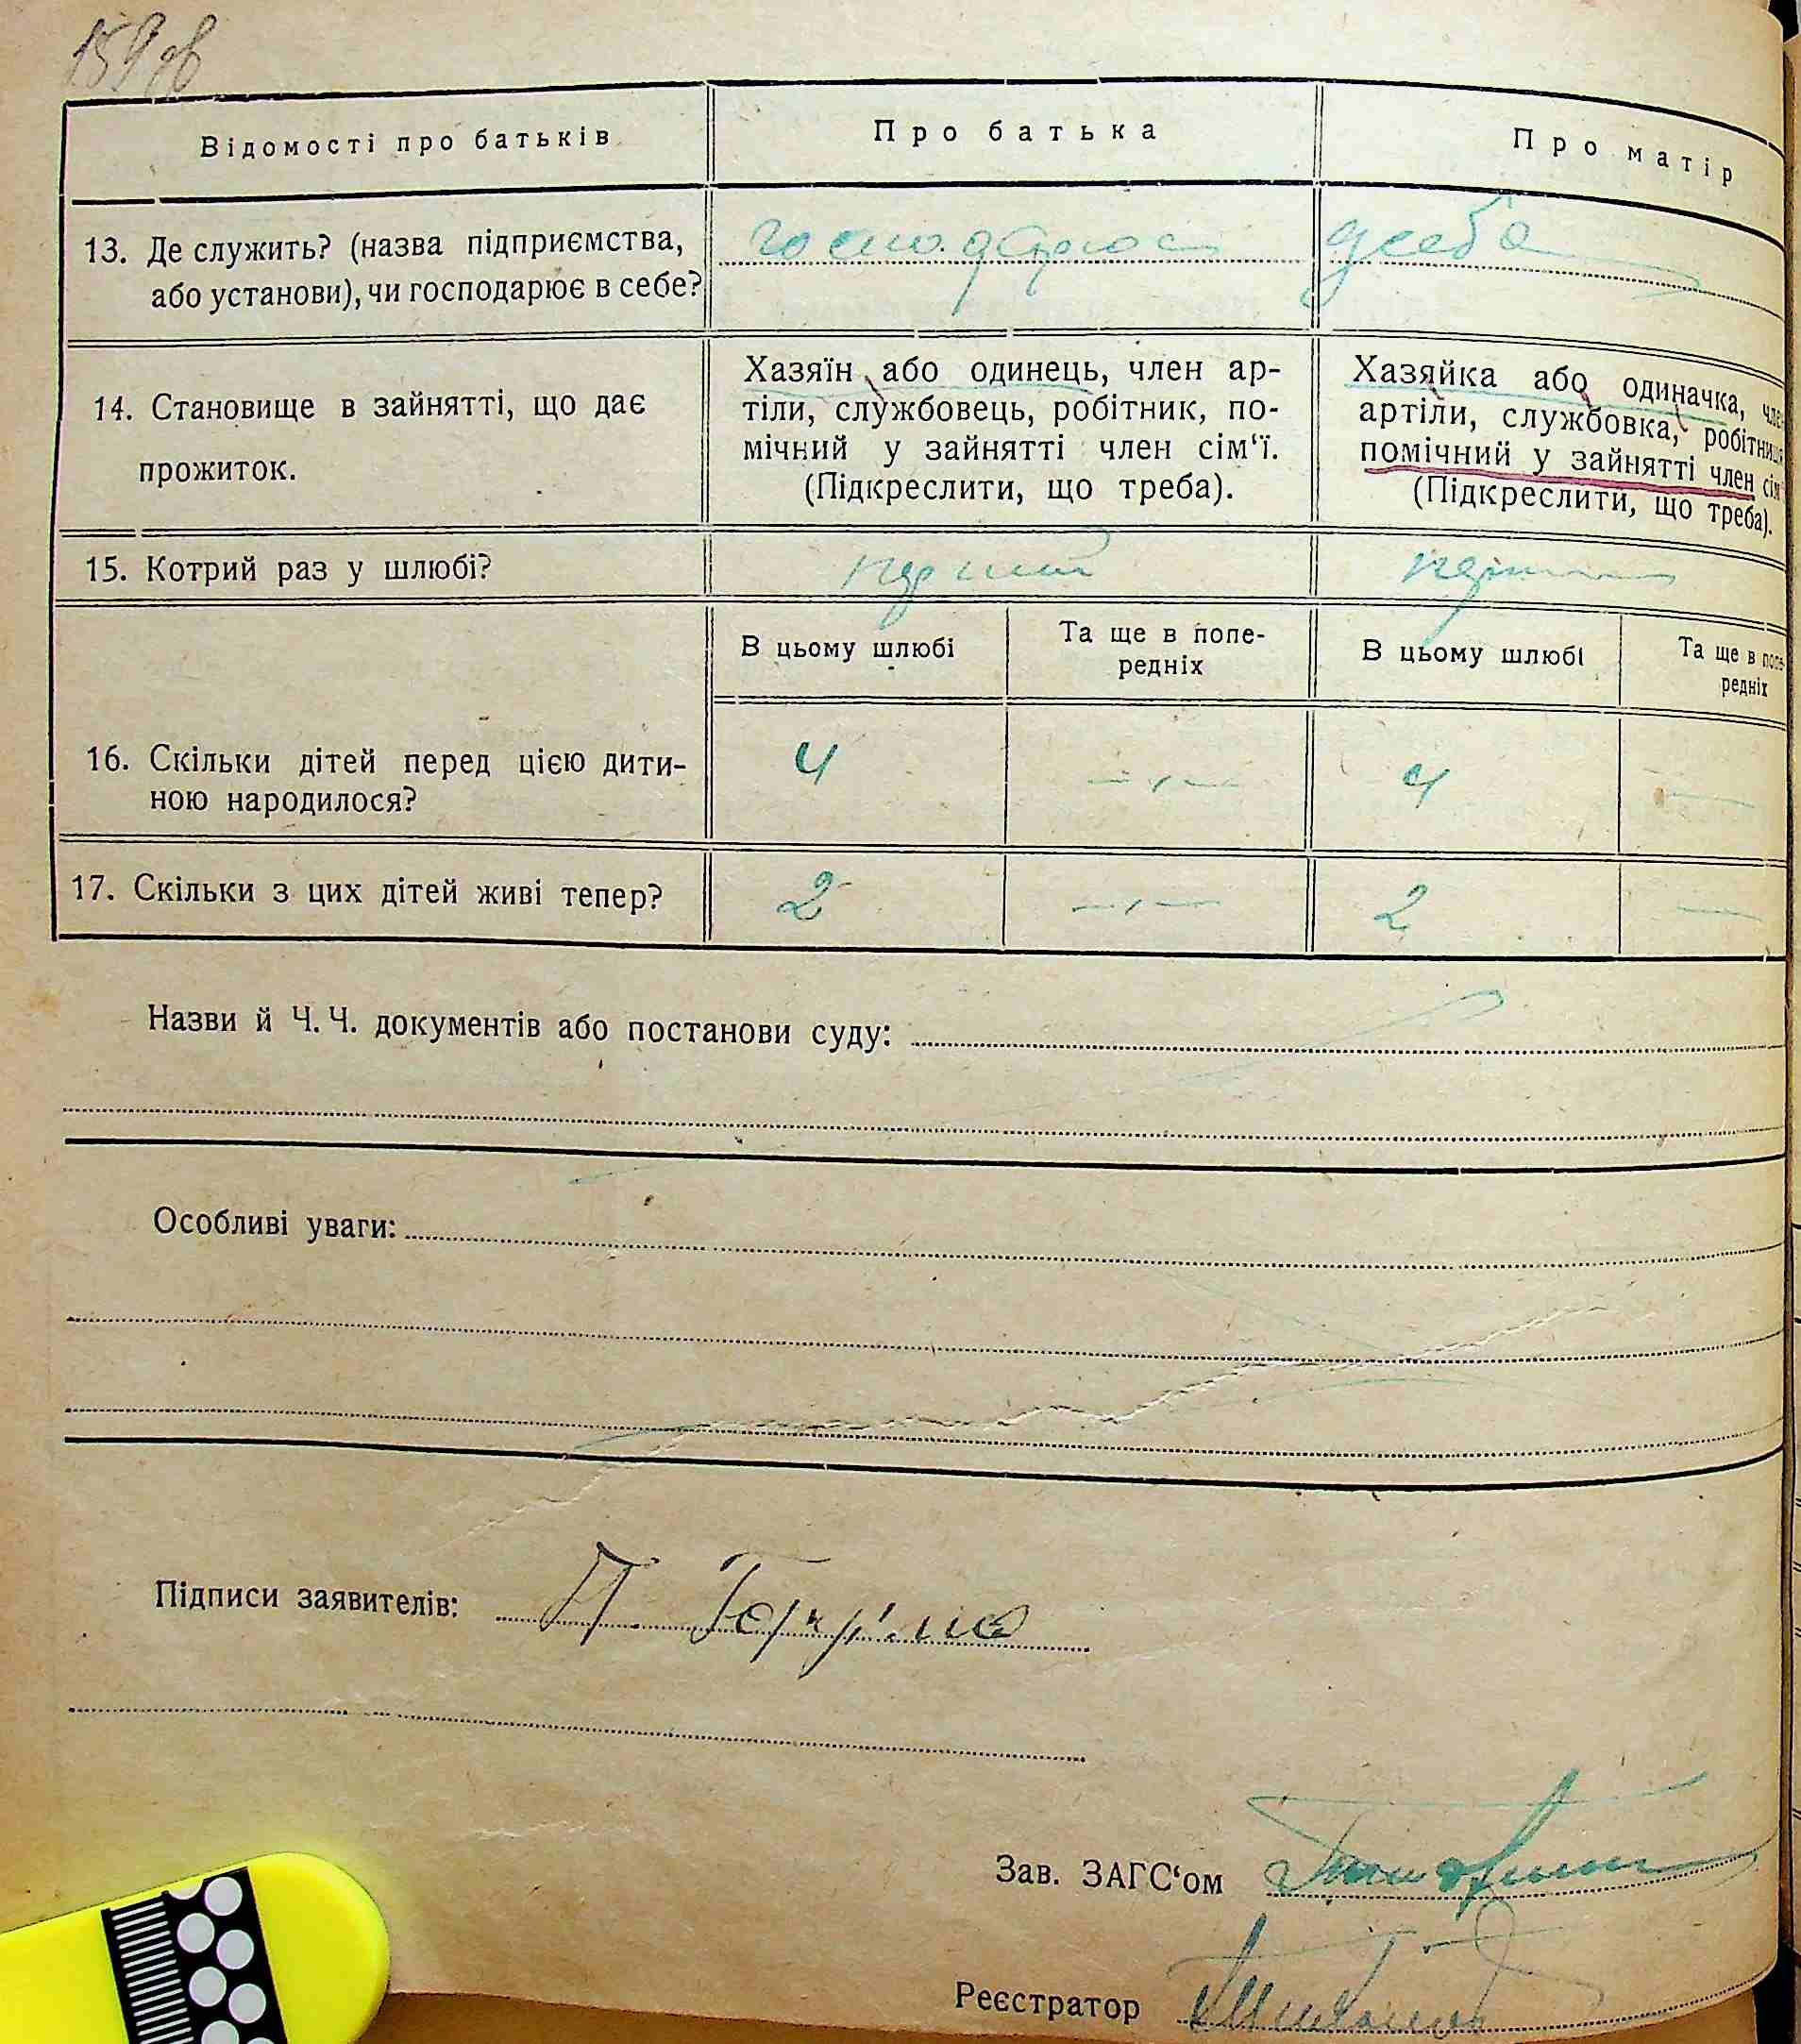 159 зв
Відомості про батьків
Про батька
Про матір
13. Де служить? (назва підприємства,
або установи), чи господарює в себе?
господарює
у себе
14. Становище в зайнятті, що дає
прожиток.
Хазяїн або одинець, член ар-
тіли, службовець, робітник, по-
мічний у зайнятті член сім‘ї.
(Підкреслити, що треба).
Хазяйка або одиначка, член
артіли, службовка, робітниця
помічний у зайнятті член сім
(Підкреслити, що треба).
15. Котрий раз у шлюбі?
перший
перший
В цьому шлюбі
Та ще в попе-
редніх
В цьому шлюбі
Та ще в попе-
редніх
16. Скільки дітей перед цією дити-
ною народилося?
4
4
17. Скільки з цих дітей живі тепер?
2
2
Назви й Ч. Ч. документів або постанови суду:
Особливі уваги:
Підписи заявителів:
Зав. ЗАГС‘ом
Реєстратор